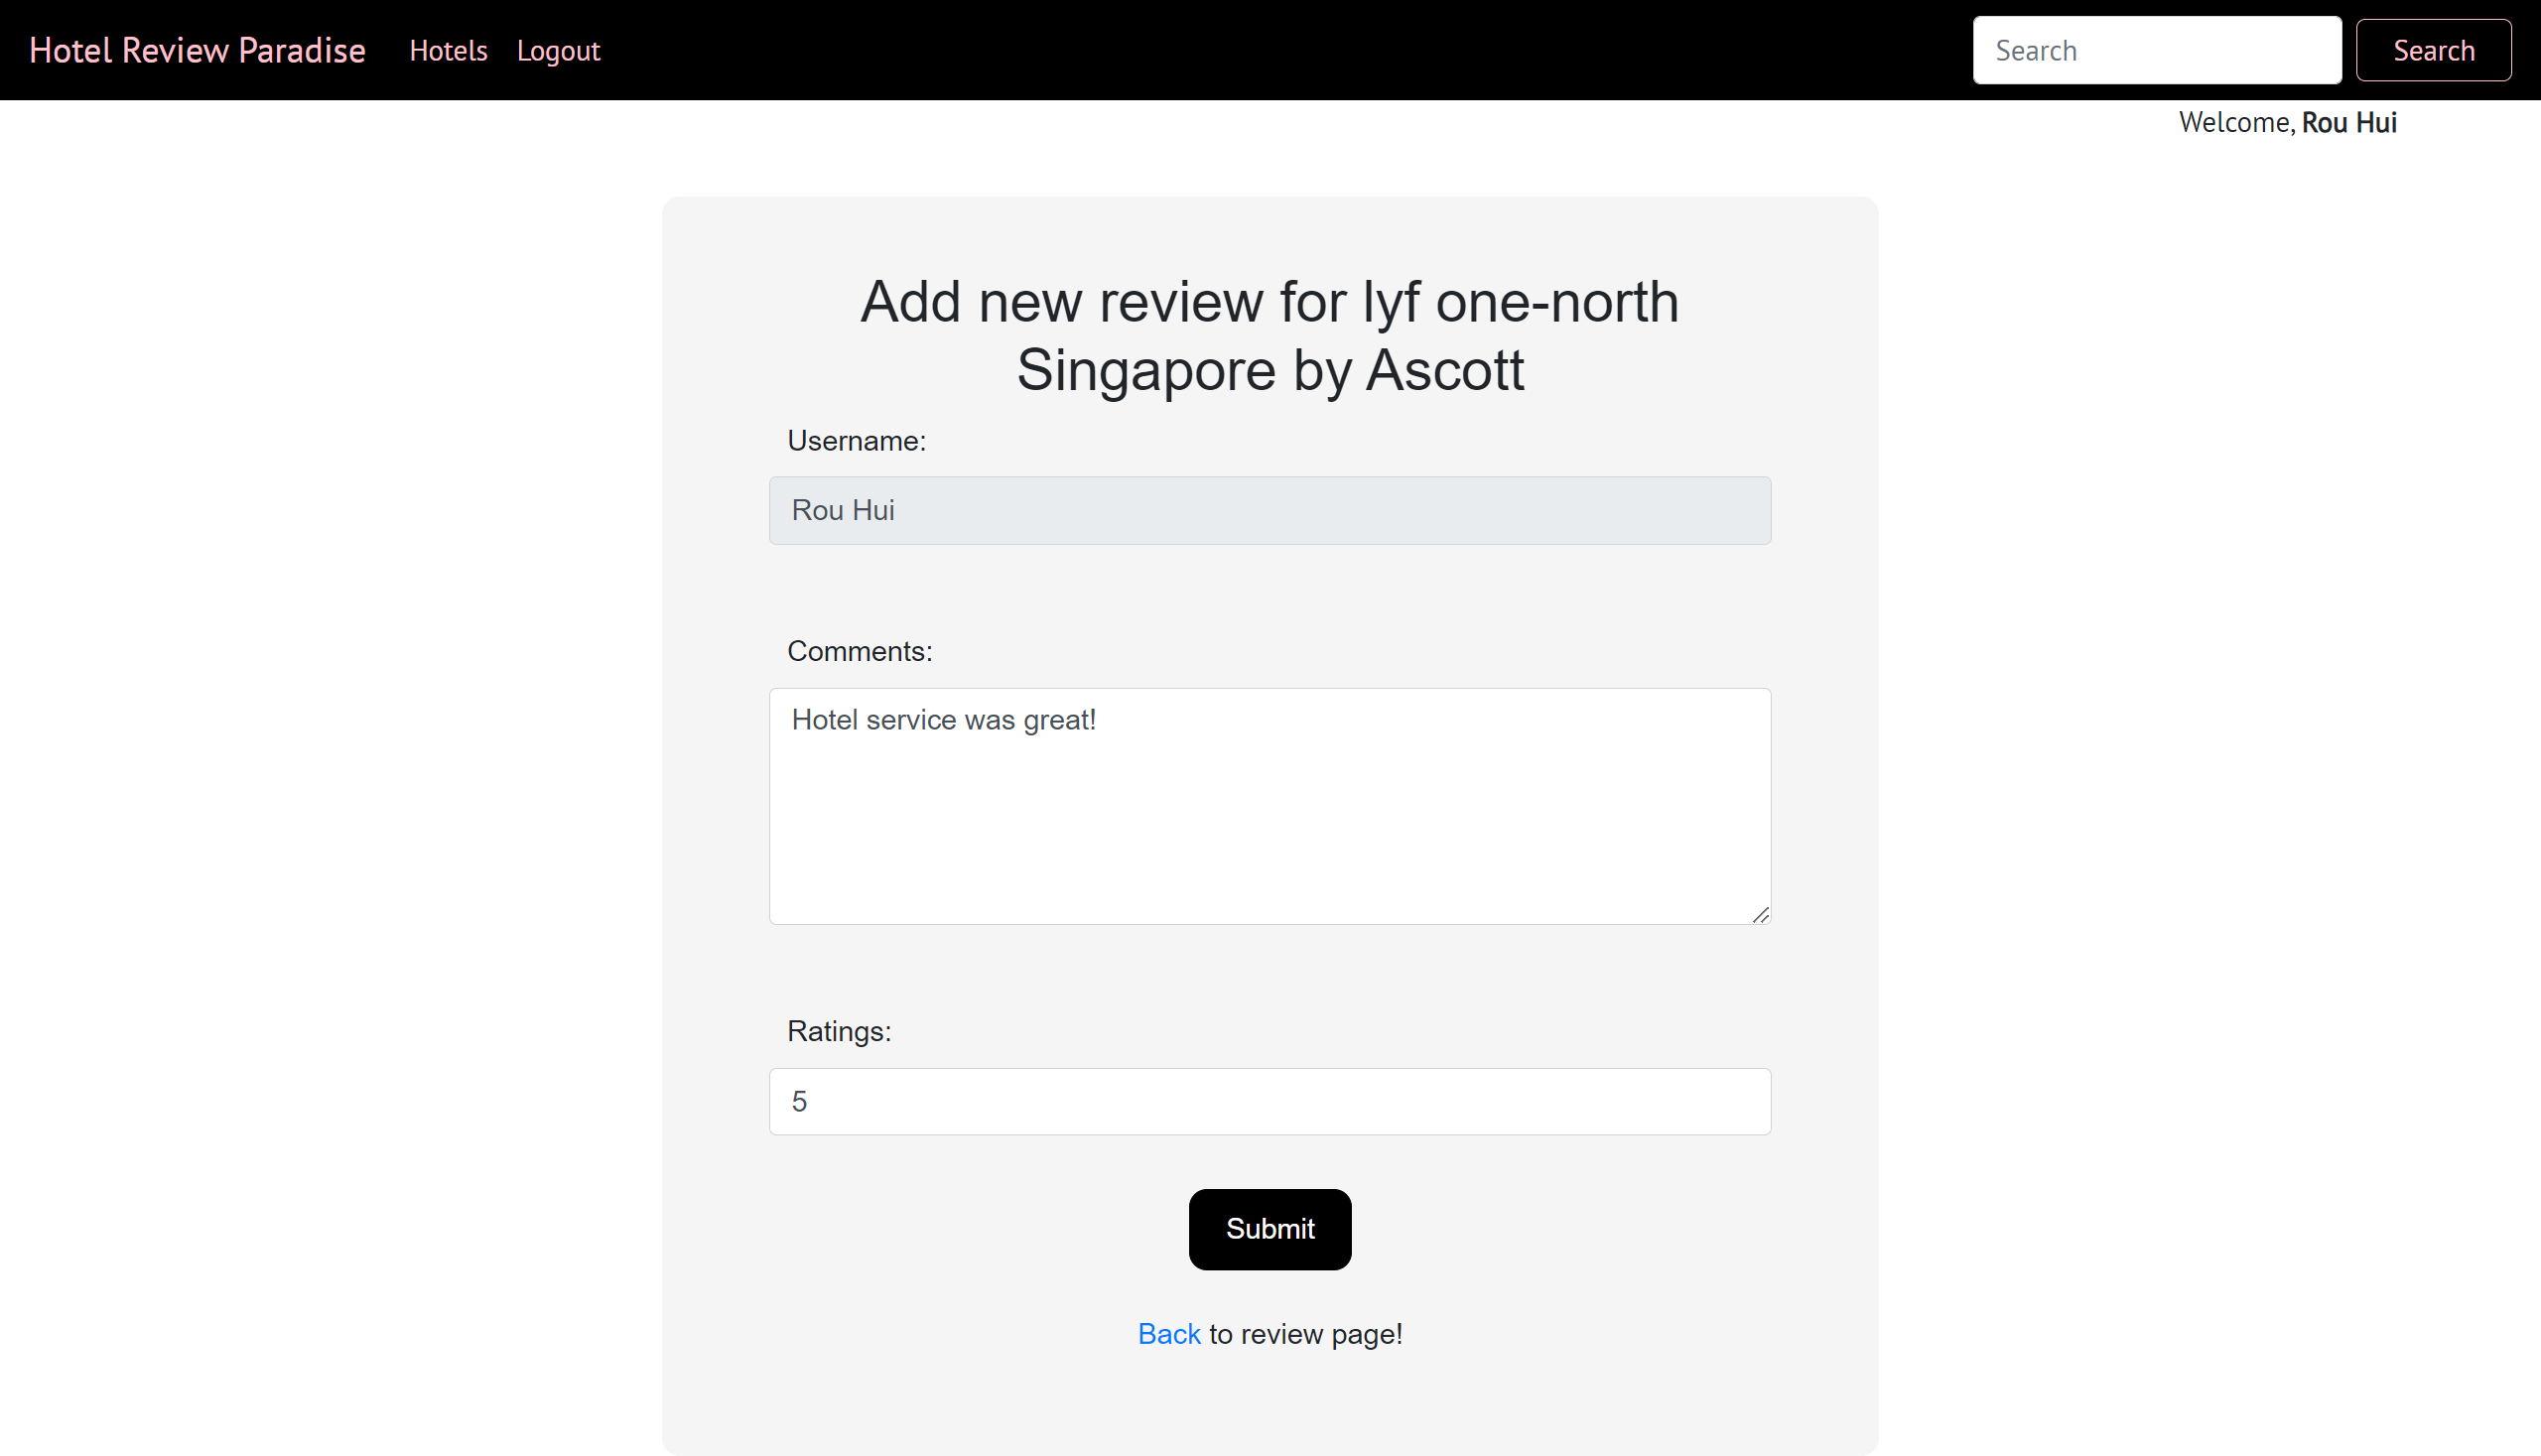 Hotel Review Paradise Hotels Logout Search Search
Welcome, Rou Hui
Add new review for lyf one-north
Singapore by Ascott
Username:
Rou Hui
Comments:
Hotel service was great!
Ratings:
5
Submit
Back to review page!